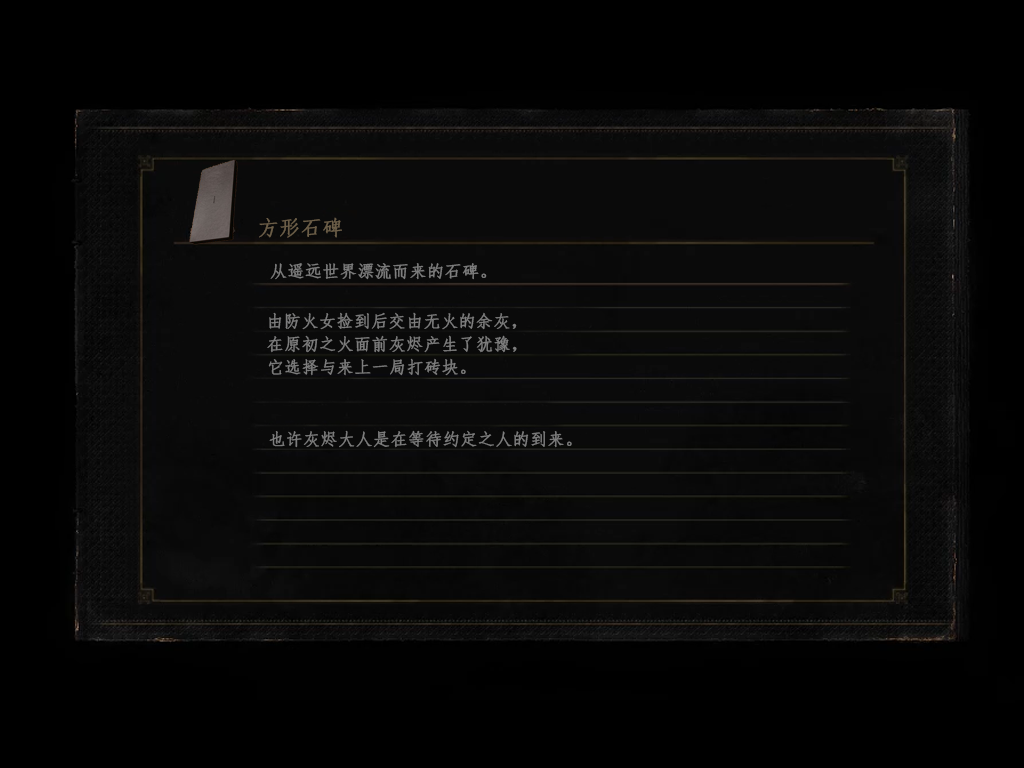 方形石碑
从遥远世界漂流而来的石碑。
由防火女捡到后交由无火的余灰，
在原初之火面前灰烬产生了犹豫，
它选择与来上一局打砖块。
也许灰烬大人是在等待约定之人的到来。